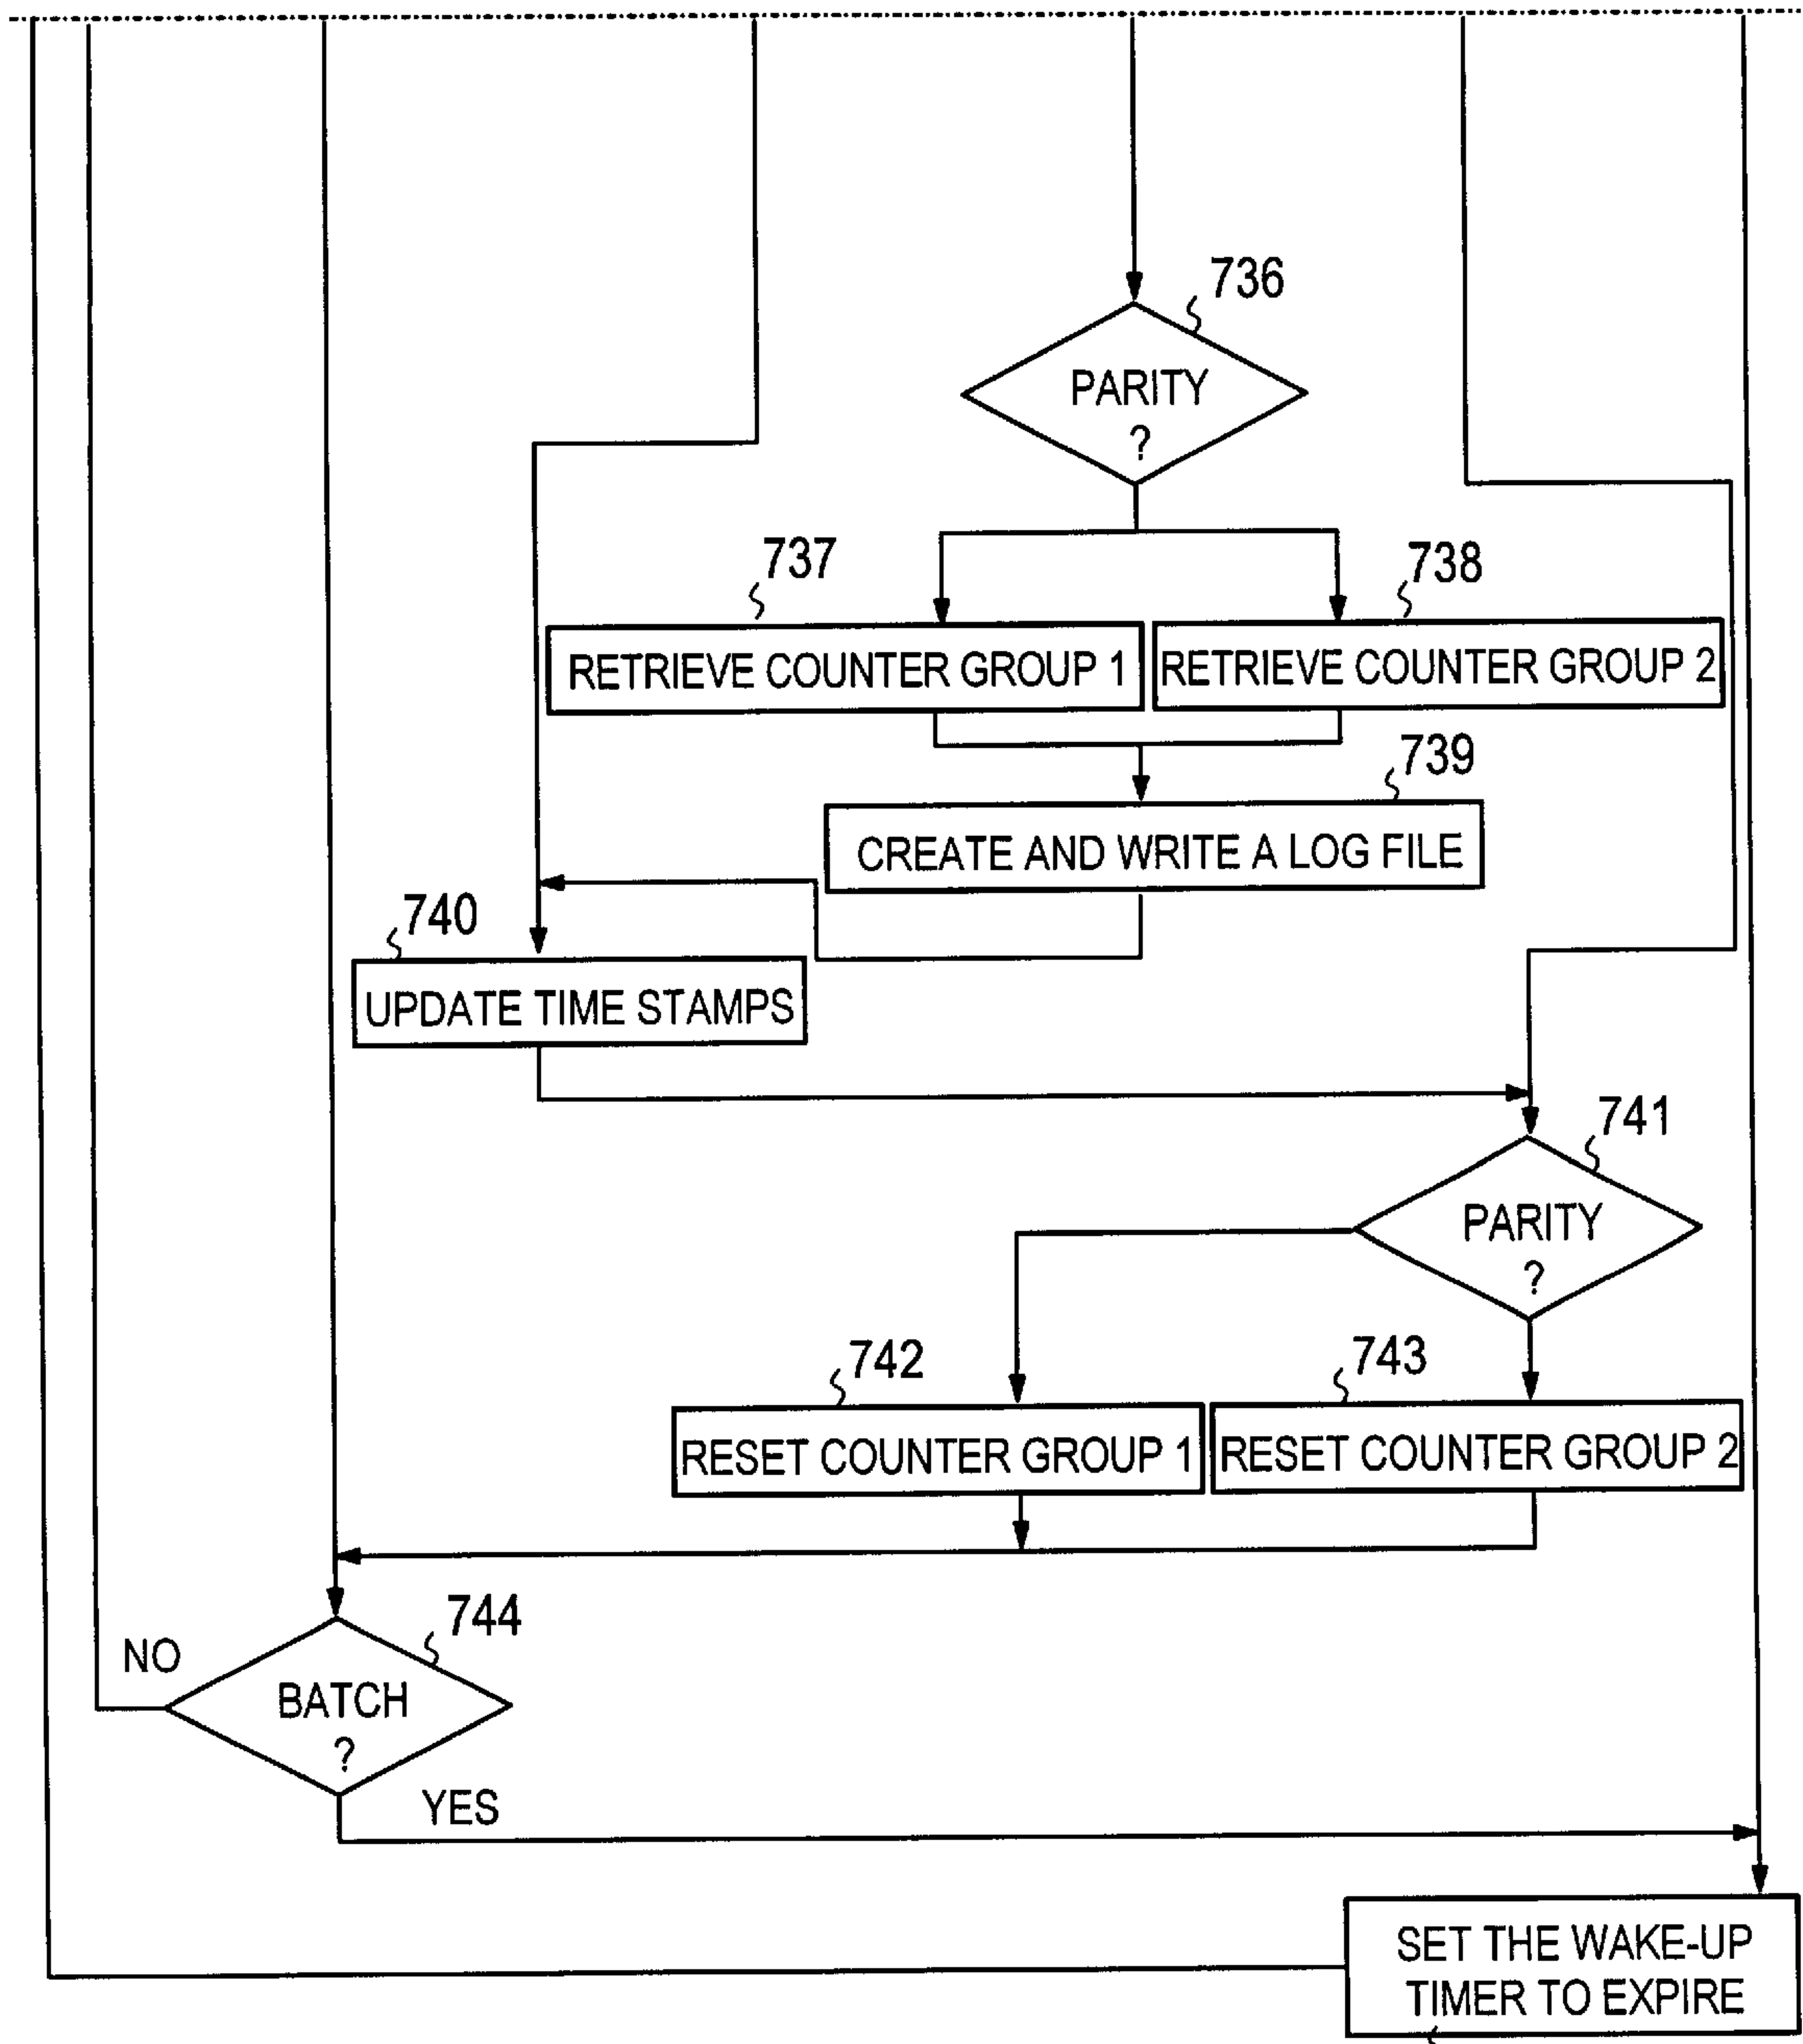 736
PARITY
?
737
738
RETRIEVE COUNTER GROUP 1
RETRIEVE COUNTER GROUP 2
739
CREATE AND WRITE A LOG FILE
740
UPDATE TIME STAMPS
741
PARITY
?
742
743
RESET COUNTER GROUP 1
RESET COUNTER GROUP 2
744
NO
BATCH
?
YES
SET THE WAKE-UP
TIMER TO EXPIRE